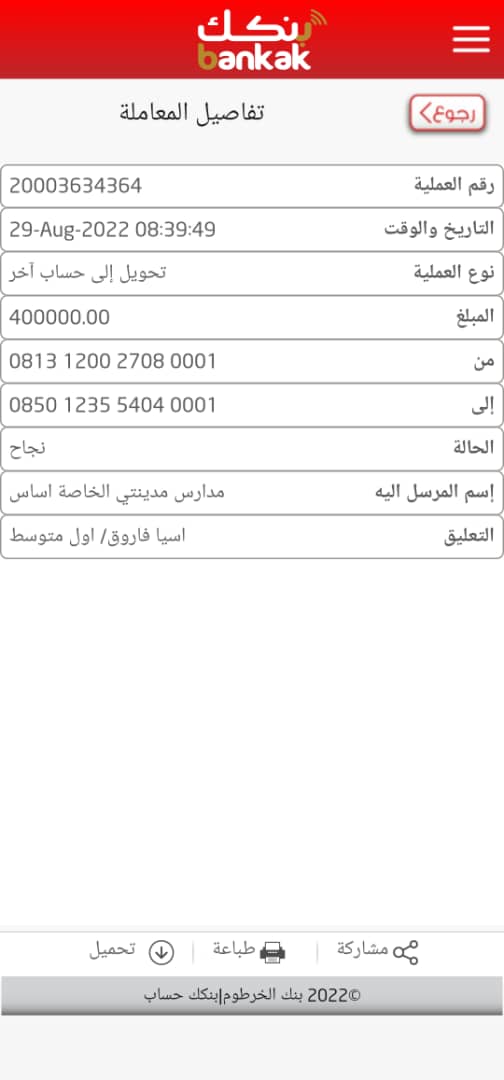 بنكك
bankak
رجوع
تفاصيل المعاملة
رقم العملية 20003634364
التاريخ والوقت 29-Aug-2022 08:39:49
نوع العملية تحويل إلى حساب آخر
المبلغ 400000.00
من 0813 1200 2708 0001
إلى 0850 1235 5404 0001
الحالة نجاح
إسم المرسل اليه مدارس مدينتي الخاصة اساس
التعليق اسيا فاروق/ اول متوسط
مشاركة | طباعة | تحميل
©2022 بنك الخرطوم|بنكك حساب